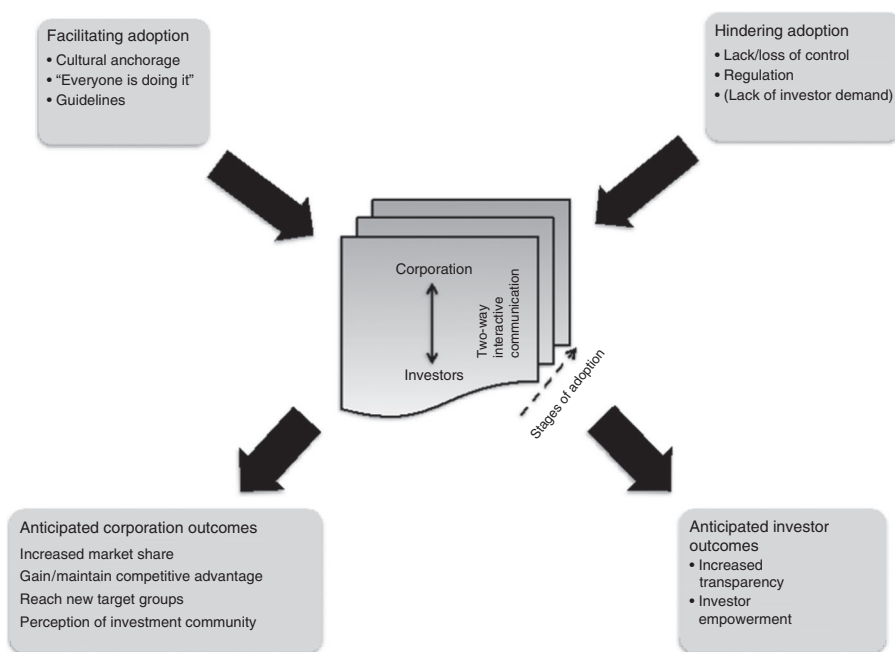 Facilitating adoption
• Cultural anchorage
• “Everyone is doing it”
• Guidelines
Hindering adoption
• Lack/loss of control
• Regulation
• (Lack of investor demand)
Corporation
Investors
Two-way
interactive
communication
Stages of adoption
Anticipated corporation outcomes
Increased market share
Gain/maintain competitive advantage
Reach new target groups
Perception of investment community
Anticipated investor
outcomes
• Increased
transparency
• Investor
empowerment